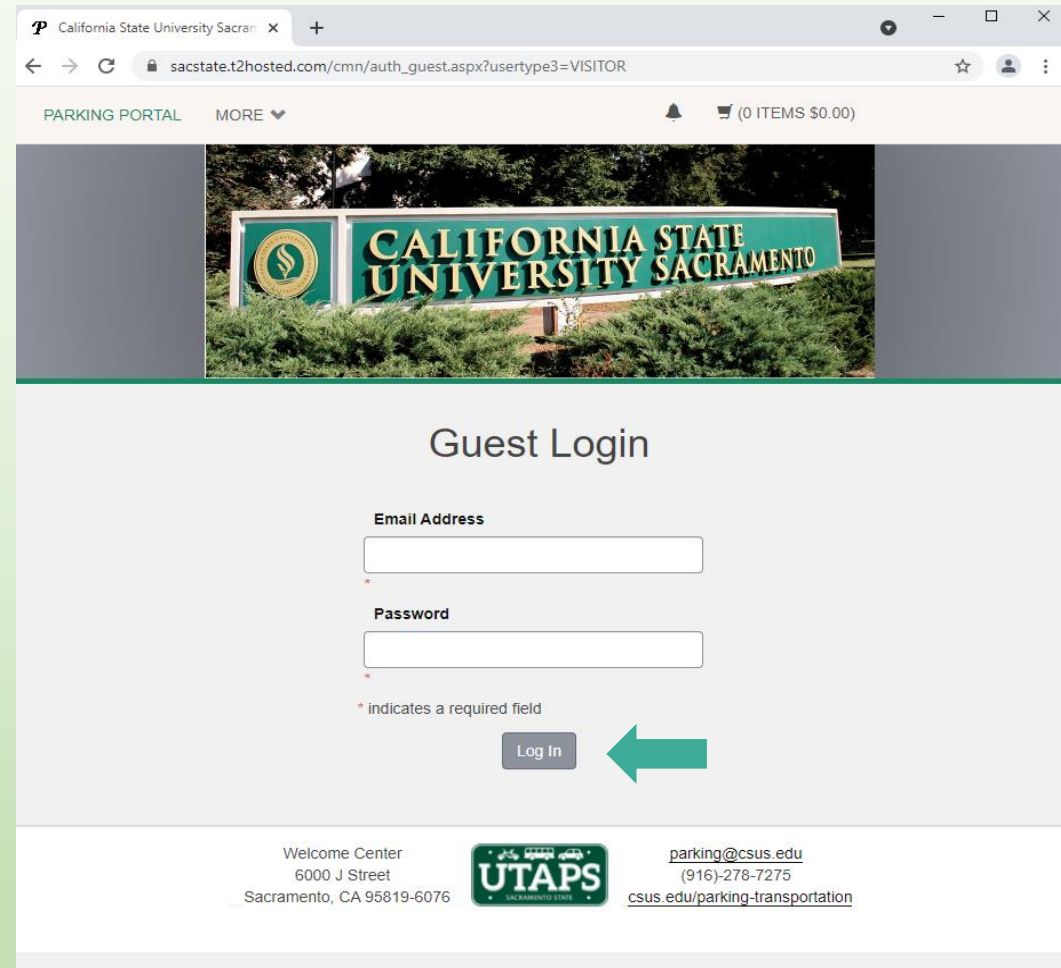 California State University Sacram
sacstate.t2hosted.com/cmn/auth_guest.aspx?usertype3=VISITOR
PARKING PORTAL MORE (0 ITEMS $0.00)
CALIFORNIA STATE
UNIVERSITY SACRAMENTO
Guest Login
Email Address
*
Password
*
* indicates a required field
Log In
Welcome Center
6000 J Street
Sacramento, CA 95819-6076
UTAPS
SACRAMENTO STATE
parking@csus.edu
(916)-278-7275
csus.edu/parking-transportation